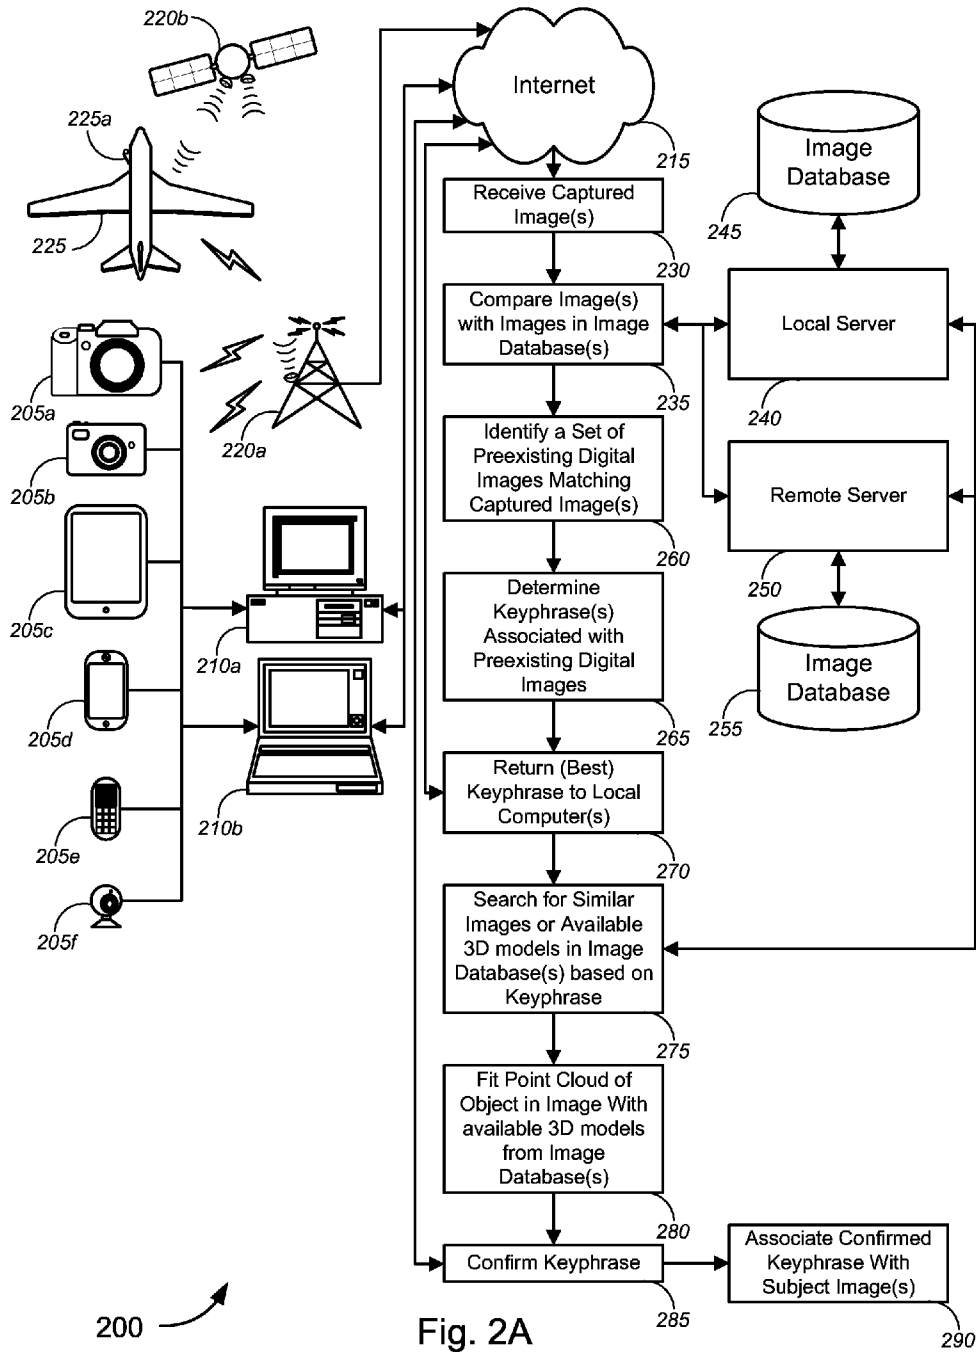 220b
225a
225
205a
205b
205c
205d
205e
205f
220a
210a
210b
Internet
215
Receive Captured
Image(s)
230
Compare Image(s)
with Images in Image
Database(s)
235
Identify a Set of
Preexisting Digital
Images Matching
Captured Image(s)
260
Determine
Keyphrase(s)
Associated with
Preexisting Digital
Images
265
Return (Best)
Keyphrase to Local
Computer(s)
270
Search for Similar
Images or Available
3D models in Image
Database(s) based on
Keyphrase
275
Fit Point Cloud of
Object in Image With
available 3D models
from Image
Database(s)
280
Confirm Keyphrase
285
Image
Database
245
Local Server
240
Remote Server
250
Image
Database
255
Associate Confirmed
Keyphrase With
Subject Image(s)
290
200
Fig. 2A